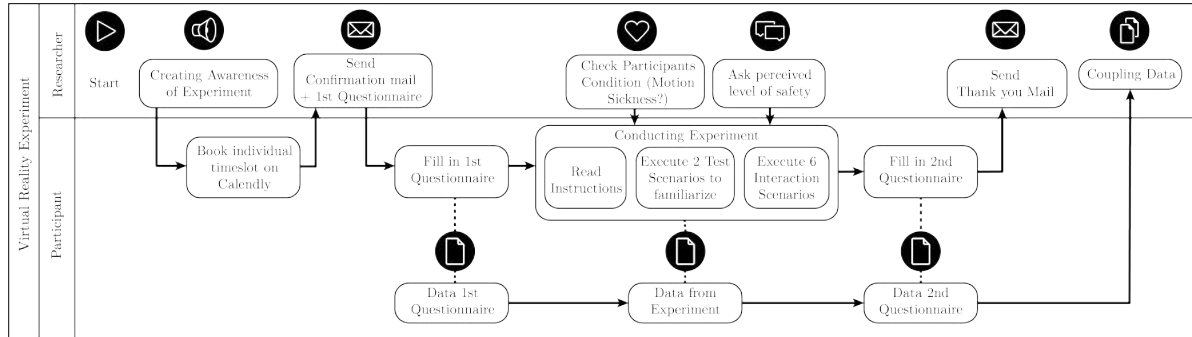 Virtual Reality Experiment
Researcher
Start
Creating Awareness
of Experiment
Send
Confirmation mail
+ 1st Questionnaire
Check Participants
Condition (Motion
Sickness?)
Ask perceived
level of safety
Send
Thank you Mail
Coupling Data
Participant
Book individual
timeslot on
Calendly
Fill in 1st
Questionnaire
Conducting Experiment
Read
Instructions
Execute 2 Test
Scenarios to
familiarize
Execute 6
Interaction
Scenarios
Fill in 2nd
Questionnaire
Data 1st
Questionnaire
Data from
Experiment
Data 2nd
Questionnaire